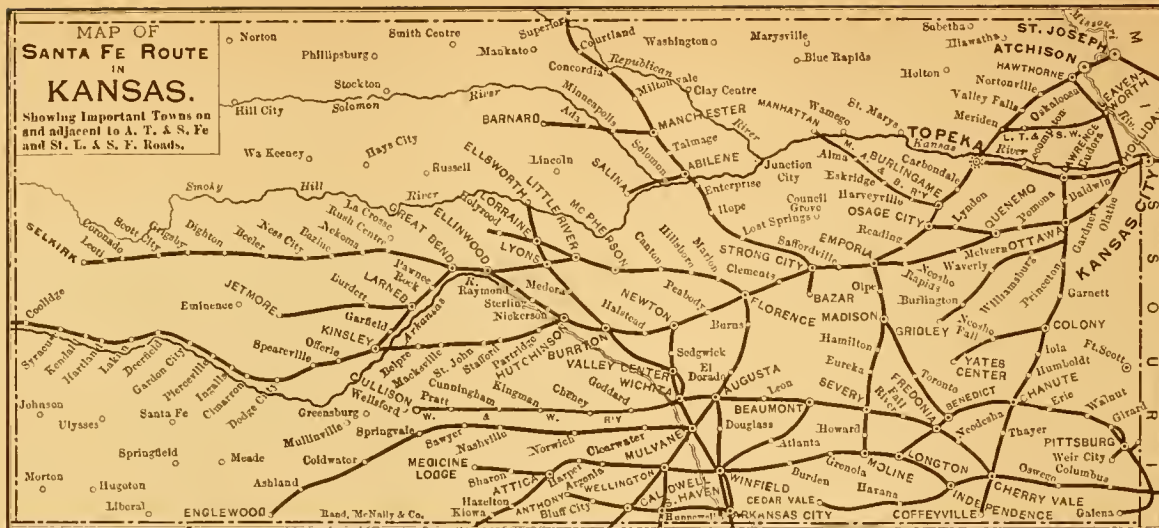 MAP OF
SANTA FE ROUTE
IN
KANSAS.
Showing Important Towns on
and adjacent to A. T. & S. Fe
and St. L. & S. F. Roads.
Norton
Phillipsburg
Smith Centre
Mankato
Superior
Courtland
Washington
Marysville
Sabetha
Hiawatha
ST. JOSEPH
Missouri
ATCHISON
HAWTHORNE
Blue Rapids
Holton
Nortonville
Republican
Concordia
Stockton
Milton vale
Clay Centre
Valley Falls
Oskaloosa
LEAVEN-
WORTH
Hill City
Solomon
River
Minneapolis
MANHATTAN
Wamego
St. Marys
Meriden
BARNARD
Ada
MANCHESTER
River
TOPEKA
Kansas
River
L. T. & S. W.
LAWRENCE
Eudora
HOLLIDAY
Wa Keeney
Hays City
Talmage
Russell
Lincoln
Solomon
ABILENE
Junction
City
Alma
M. A. & B. R'Y
BURLINGAME
Carbondale
Smoky
Hill
River
ELLSWORTH
LORRAINE
Holyrood
LITTLE RIVER
SALINA
Enterprise
Eskridge
Harveyville
Council
Grove
Hope
Lost Springs
OSAGE CITY
Lyndon
QUENEMO
Pomona
Baldwin
Gardner
Olathe
KANSAS CITY
MISSOURI
SELKIRK
Leoti
Coronado
Scott City
Grigsby
Dighton
Beeler
Ness City
Bazine
Nekoma
Rush Centre
La Crosse
GREAT BEND
ELLINWOOD
LYONS
MC PHERSON
Canton
Hillsboro
Marion
STRONG CITY
Saffordville
EMPORIA
Reading
Melvern
OTTAWA
Pawnee
Rock
LARNED
Raymond
Sterling
Nickerson
Medora
Halstead
NEWTON
Peabody
Clements
FLORENCE
BAZAR
Olpe
Neosho
Rapids
Waverly
Burlington
Williamsburg
Princeton
Garnett
JETMORE
Eminence
Burdett
Garfield
KINSLEY
Arkansas
R.
Burns
MADISON
GRIDLEY
Neosho
Fall
COLONY
Coolidge
Syracuse
Kendall
Hartland
Lakin
Deerfield
Garden City
Pierceville
Ingalls
Cimarron
Dodge City
Spearville
Offerle
Belpre
Macksville
St. John
Stafford
Partridge
HUTCHISON
BURRTON
Sedgwick
VALLEY CENTER
El
Dorado
Hamilton
Eureka
YATES
CENTER
Iola
Humboldt
Ft. Scott
CULLISON
Wellsford
Pratt
Cunningham
Kingman
Cheney
Goddard
WICHITA
AUGUSTA
Leon
SEVERY
Toronto
FREDONIA
Fall
River
BENEDICT
CHANUTE
Erie
Walnut
Girard
Johnson
Ulysses
Santa Fe
Greensburg
Mullinville
W. & W. R'Y
BEAUMONT
Douglass
Springvale
Sawyer
Nashville
Norwich
Clearwater
MULVANE
Atlanta
Howard
Neodesha
Thayer
PITTSBURG
Weir City
Springfield
Meade
Coldwater
MEDICINE
LODGE
Sharon
ATTICA
Harper
Argonia
WELLINGTON
WINFIELD
Burden
Grenola
MOLINE
LONGTON
Oswego
Columbus
Morton
Hugoton
Liberal
Ashland
ENGLEWOOD
Rand, McNally & Co.
Hazelton
Kiowa
ANTHONY
Bluff City
CALDWELL
S. HAVEN
Hunnewell
ARKANSAS CITY
CEDAR VALE
Havana
COFFEYVILLE
INDEPENDENCE
CHERRY VALE
Galena